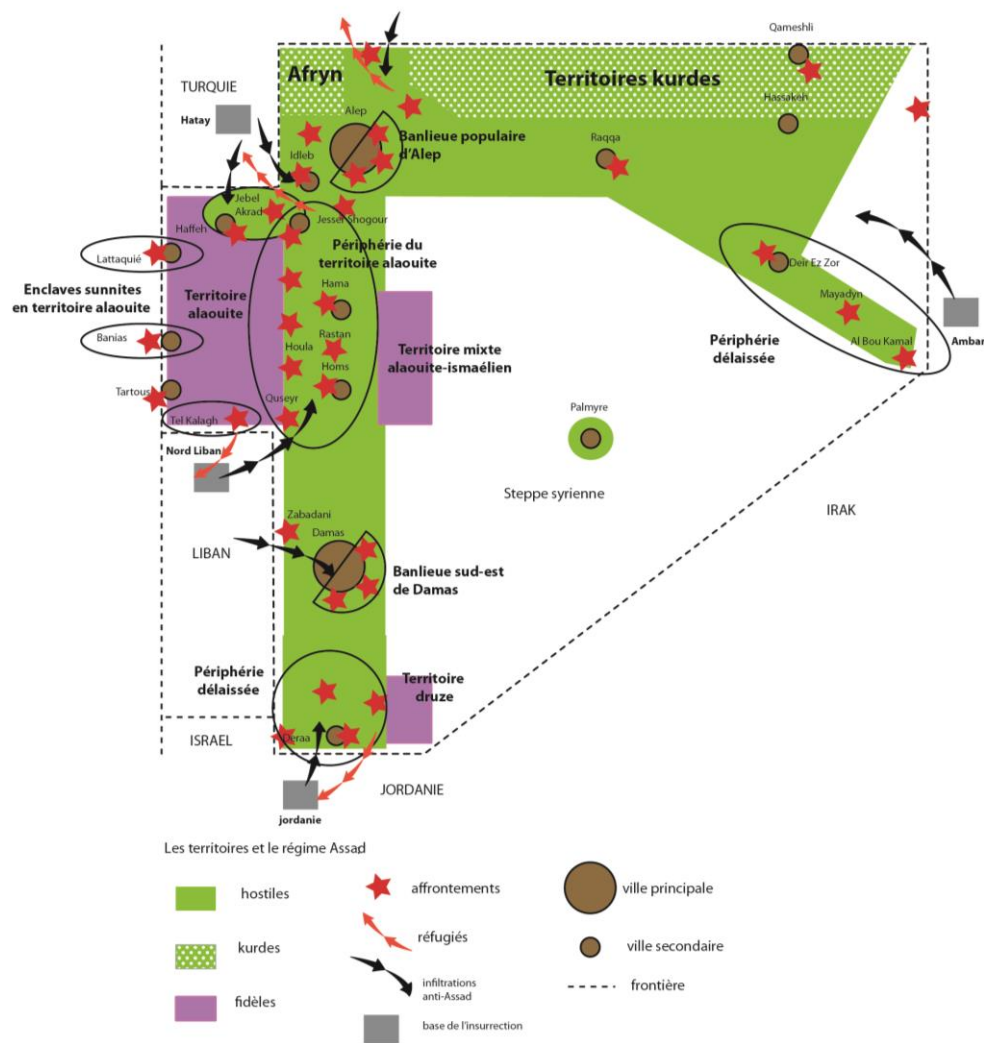 Qameshli
Afryn
Territoires kurdes
TURQUIE
Hatay
Hassakeh
Alep
Banlieue populaire
d'Alep
Raqqa
Idleb
Jebel
Akrad
Jesser Shogour
Haffeh
Périphérie du
territoire alaouite
Lattaquié
Deir Ez Zor
Enclaves sunnites
en territoire alaouite
Territoire
alaouite
Hama
Mayadyn
Banias
Rastan
Houla
Territoire mixte
alaouite-ismaélien
Périphérie
délaissée
Al Bou Kamal
Ambar
Homs
Tartous
Quseyr
Tel Kalagh
Palmyre
Nord Liban
Steppe syrienne
IRAK
Zabadani
Damas
LIBAN
Banlieue sud-est
de Damas
Périphérie
délaissée
Territoire
druze
ISRAEL
Deraa
JORDANIE
jordanie
Les territoires et le régime Assad
hostiles
affrontements
ville principale
kurdes
réfugiés
ville secondaire
infiltrations
anti-Assad
frontière
fidèles
base de l'insurrection